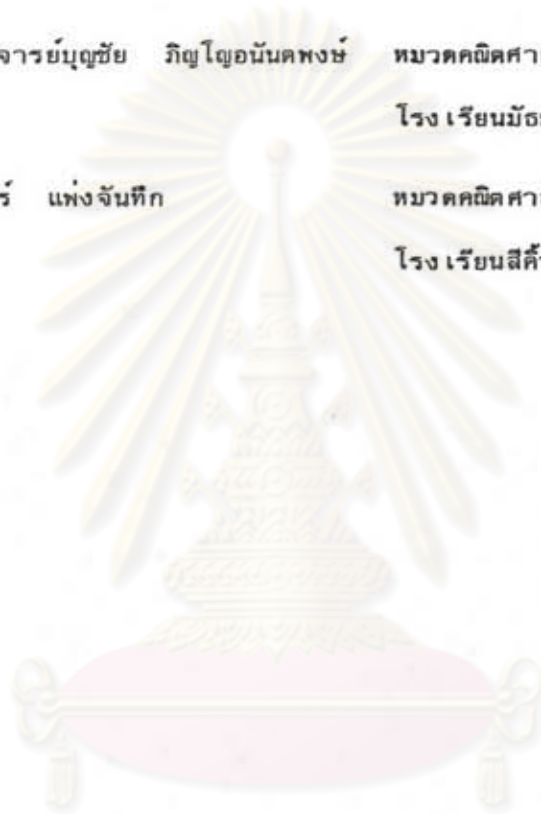 จารย์บุญชัย ภิญโญอนันตพงษ์ หมวดคณิตศา
โรงเรียนมัธ
ร์ แพ่งจันทึก หมวดคณิตศา
โรงเรียนสีคิ้